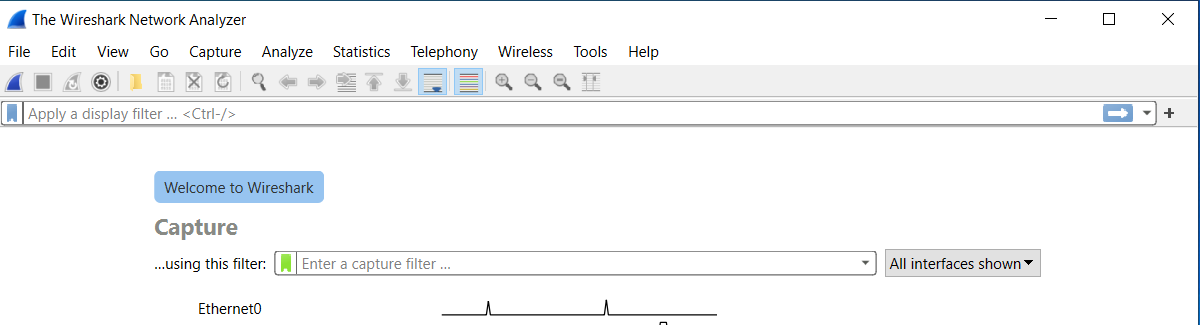 The Wireshark Network Analyzer
File Edit View Go Capture Analyze Statistics Telephony Wireless Tools Help
Apply a display filter ... <Ctrl-/>
Welcome to Wireshark
Capture
...using this filter: Enter a capture filter ... All interfaces shown
Ethernet0